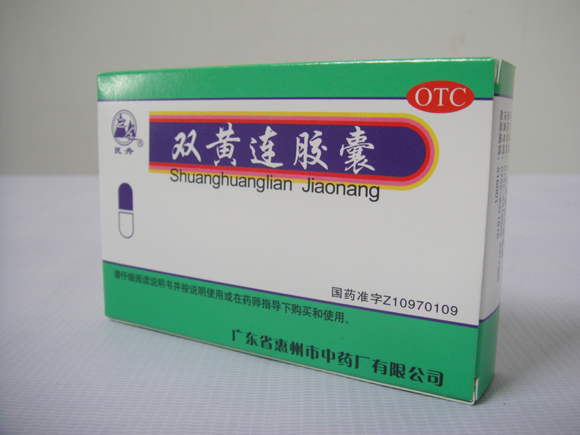 OTC
双黄连胶囊
Shuanghuanglian Jiaonang
民舟
国药准字Z10970109
请仔细阅读说明书并按说明使用或在药师指导下购买和使用。
广东省惠州市中药厂有限公司